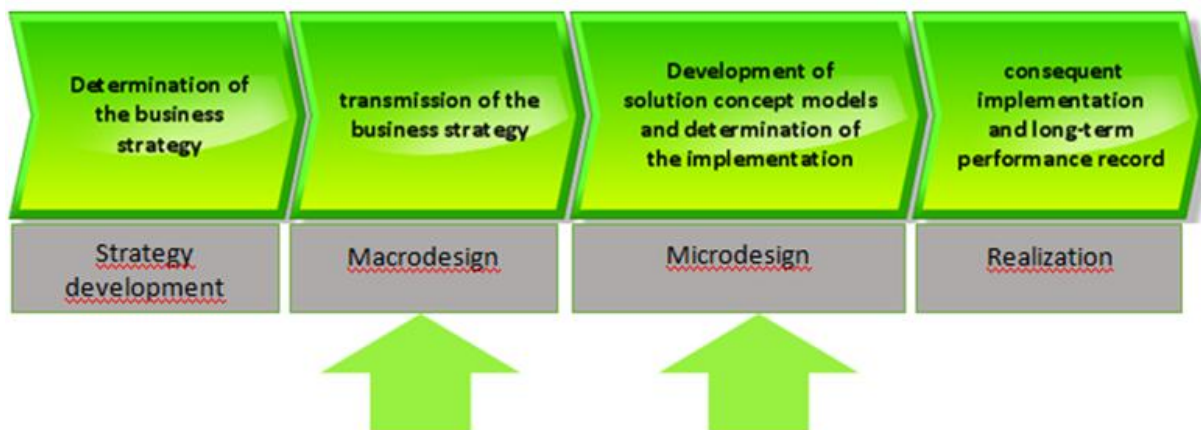 Determination of
the business
strategy
transmission of the
business strategy
Development of
solution concept models
and determination of
the implementation
consequent
implementation
and long-term
performance record
Strategy
development
Macrodesign
Microdesign
Realization